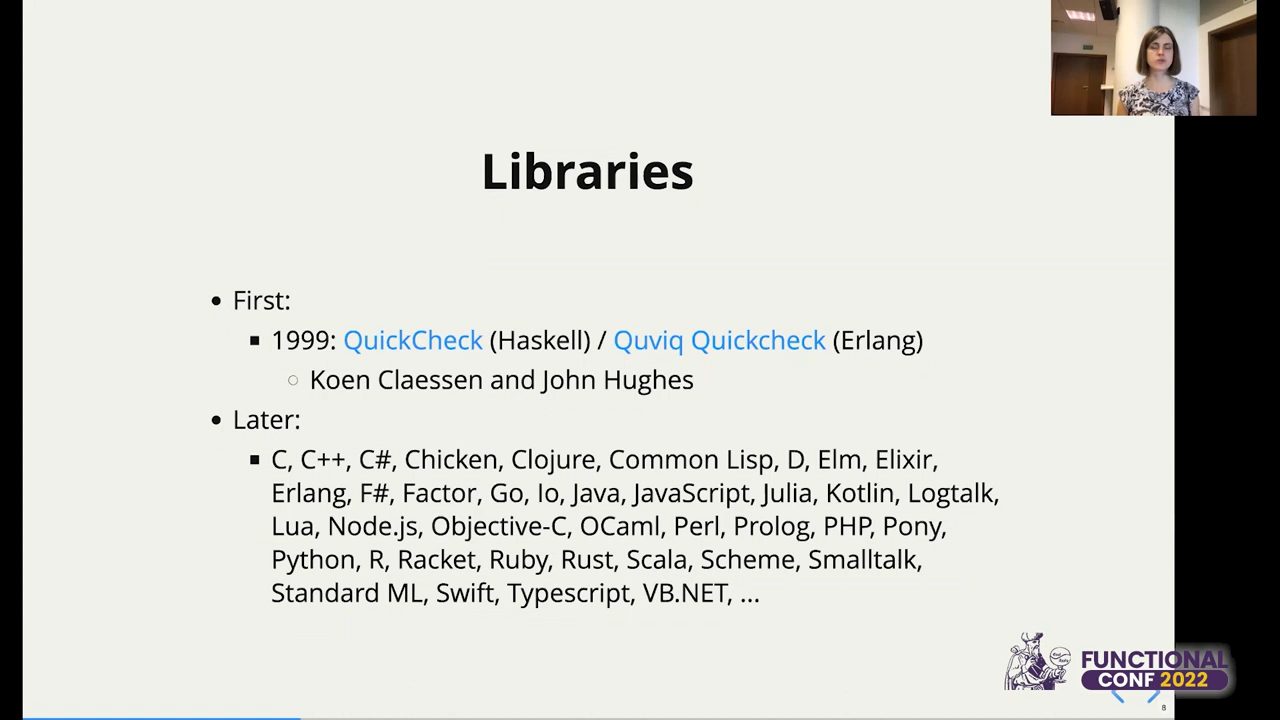 Libraries
First:
1999: QuickCheck (Haskell) / Quviq Quickcheck (Erlang)
Koen Claessen and John Hughes
Later:
C, C++, C#, Chicken, Clojure, Common Lisp, D, Elm, Elixir,
Erlang, F#, Factor, Go, Io, Java, JavaScript, Julia, Kotlin, Logtalk,
Lua, Node.js, Objective-C, OCaml, Perl, Prolog, PHP, Pony,
Python, R, Racket, Ruby, Rust, Scala, Scheme, Smalltalk,
Standard ML, Swift, Typescript, VB.NET, ...
FUNCTIONAL
CONF 2022
8